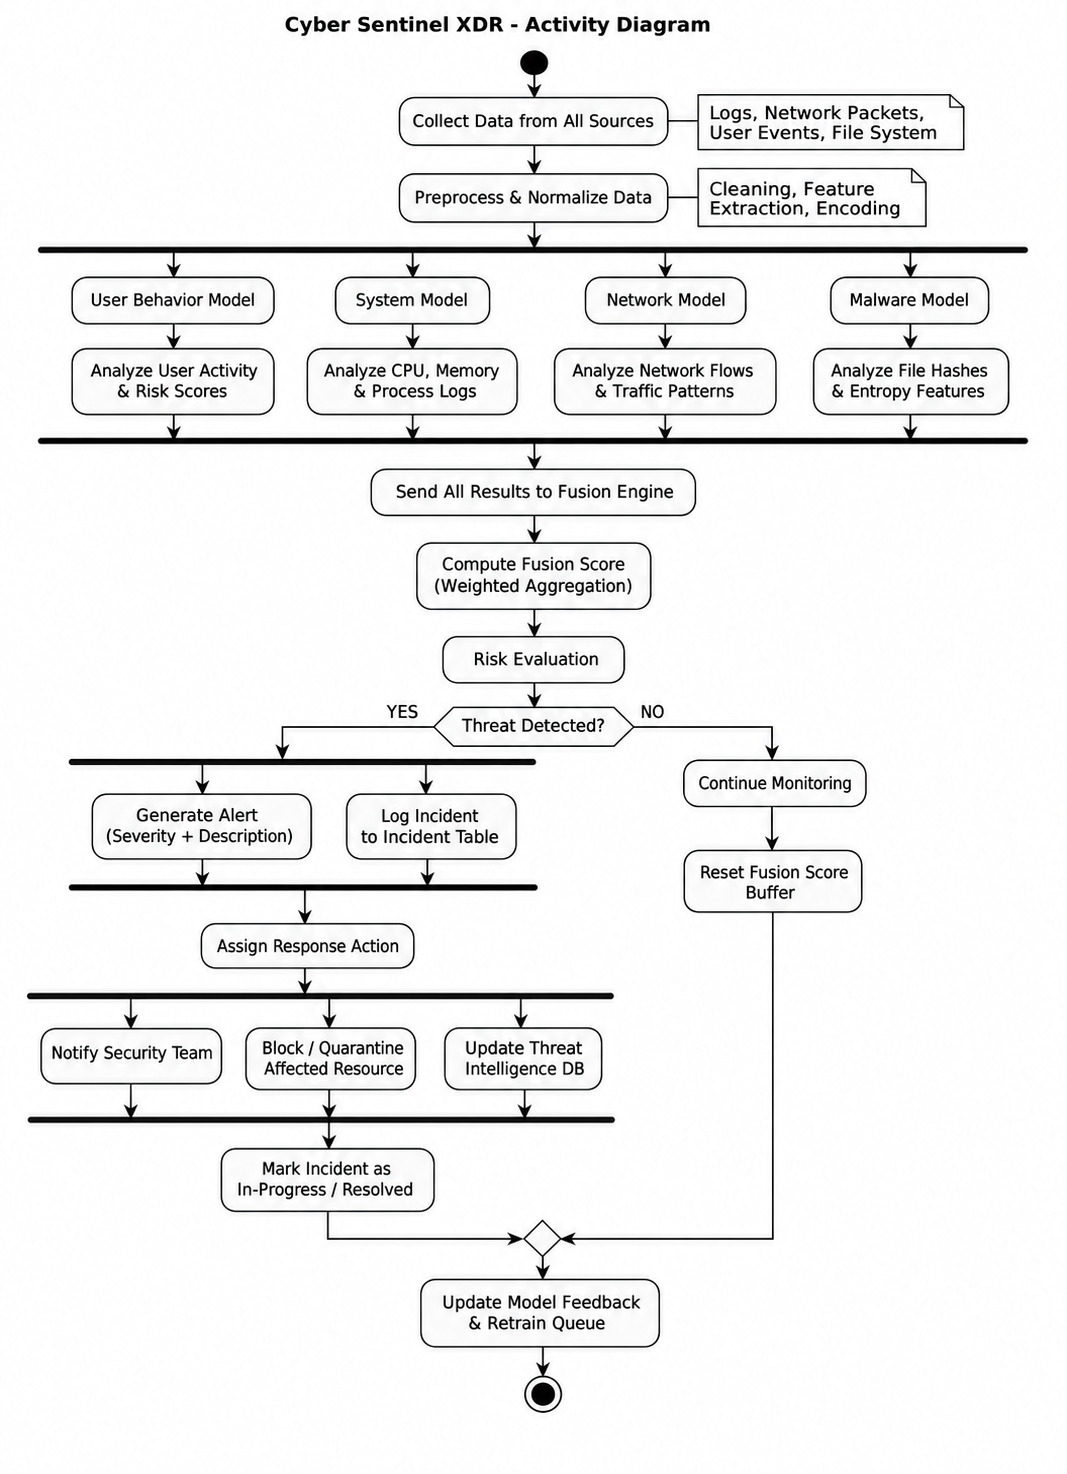 Cyber Sentinel XDR - Activity Diagram
Collect Data from All Sources
Logs, Network Packets,
User Events, File System
Preprocess & Normalize Data
Cleaning, Feature
Extraction, Encoding
User Behavior Model
System Model
Network Model
Malware Model
Analyze User Activity
& Risk Scores
Analyze CPU, Memory
& Process Logs
Analyze Network Flows
& Traffic Patterns
Analyze File Hashes
& Entropy Features
Send All Results to Fusion Engine
Compute Fusion Score
(Weighted Aggregation)
Risk Evaluation
YES
Threat Detected?
NO
Generate Alert
(Severity + Description)
Log Incident
to Incident Table
Continue Monitoring
Reset Fusion Score
Buffer
Assign Response Action
Notify Security Team
Block / Quarantine
Affected Resource
Update Threat
Intelligence DB
Mark Incident as
In-Progress / Resolved
Update Model Feedback
& Retrain Queue